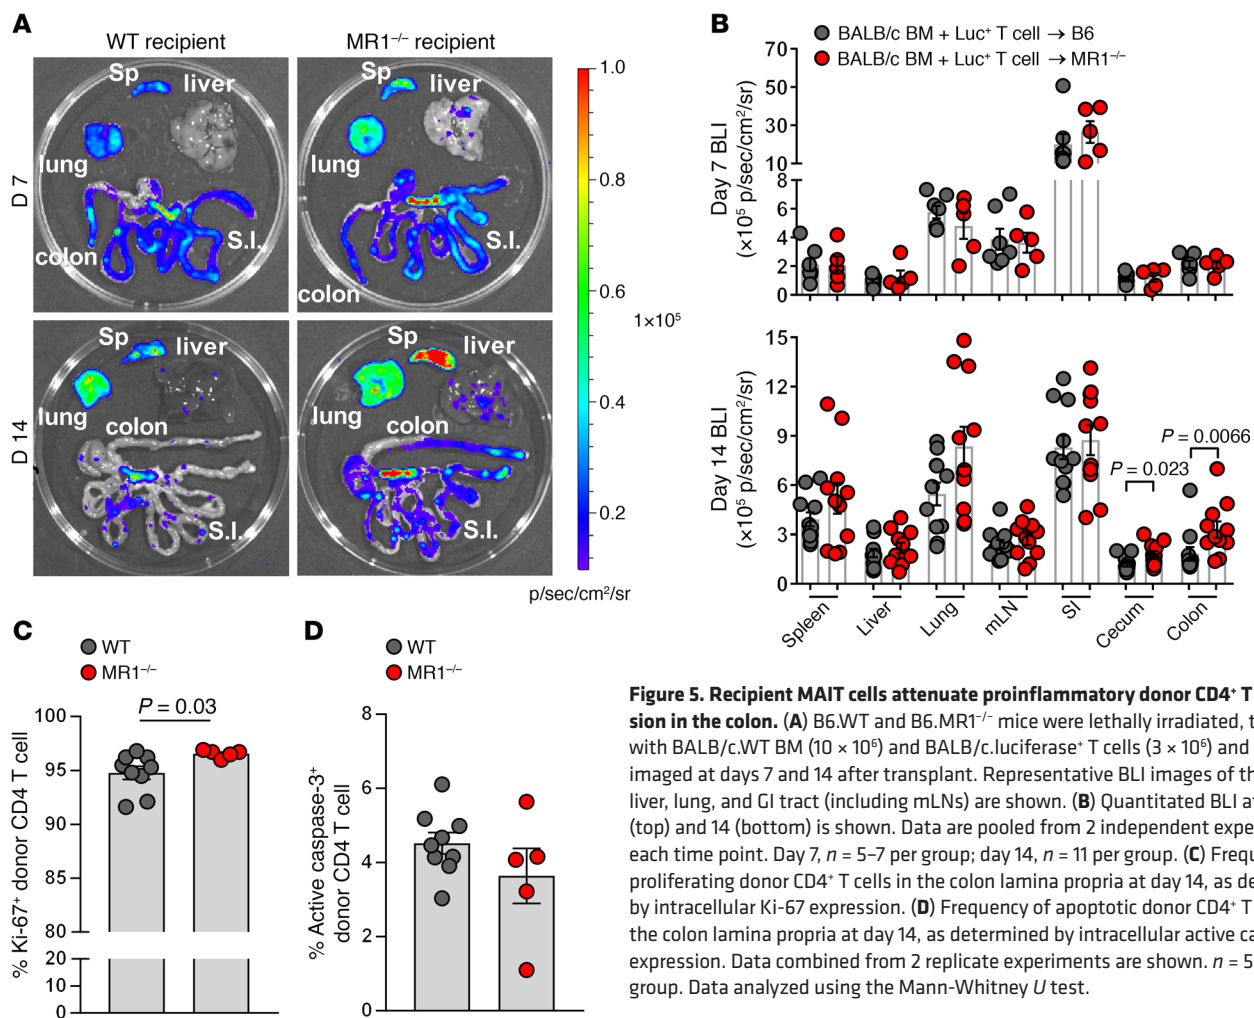 A
WT recipient
MR1⁻/⁻ recipient
D 7
Sp
liver
lung
colon
S.I.
Sp
liver
lung
colon
S.I.
D 14
Sp
liver
lung
colon
S.I.
Sp
liver
lung
colon
S.I.
1.0
0.8
0.6
0.4
0.2
1×10⁵
p/sec/cm²/sr
B
BALB/c BM + Luc⁺ T cell → B6
BALB/c BM + Luc⁺ T cell → MR1⁻/⁻
Day 7 BLI
(×10⁵ p/sec/cm²/sr)
70
50
30
10
8
6
4
2
0
Day 14 BLI
(×10⁵ p/sec/cm²/sr)
15
12
9
6
3
0
P = 0.023
P = 0.0066
Spleen
Liver
Lung
mLN
SI
Cecum
Colon
C
WT
MR1⁻/⁻
% Ki-67⁺ donor CD4 T cell
100
95
90
85
80
20
10
0
P = 0.03
D
WT
MR1⁻/⁻
% Active caspase-3⁺
donor CD4 T cell
8
6
4
2
0
Figure 5. Recipient MAIT cells attenuate proinflammatory donor CD4⁺ T
sion in the colon. (A) B6.WT and B6.MR1⁻/⁻ mice were lethally irradiated, t
with BALB/c.WT BM (10 × 10⁶) and BALB/c.luciferase⁺ T cells (3 × 10⁶) and
imaged at days 7 and 14 after transplant. Representative BLI images of th
liver, lung, and GI tract (including mLNs) are shown. (B) Quantitated BLI at
(top) and 14 (bottom) is shown. Data are pooled from 2 independent expe
each time point. Day 7, n = 5–7 per group; day 14, n = 11 per group. (C) Frequ
proliferating donor CD4⁺ T cells in the colon lamina propria at day 14, as de
by intracellular Ki-67 expression. (D) Frequency of apoptotic donor CD4⁺ T
the colon lamina propria at day 14, as determined by intracellular active ca
expression. Data combined from 2 replicate experiments are shown. n = 5
group. Data analyzed using the Mann-Whitney U test.